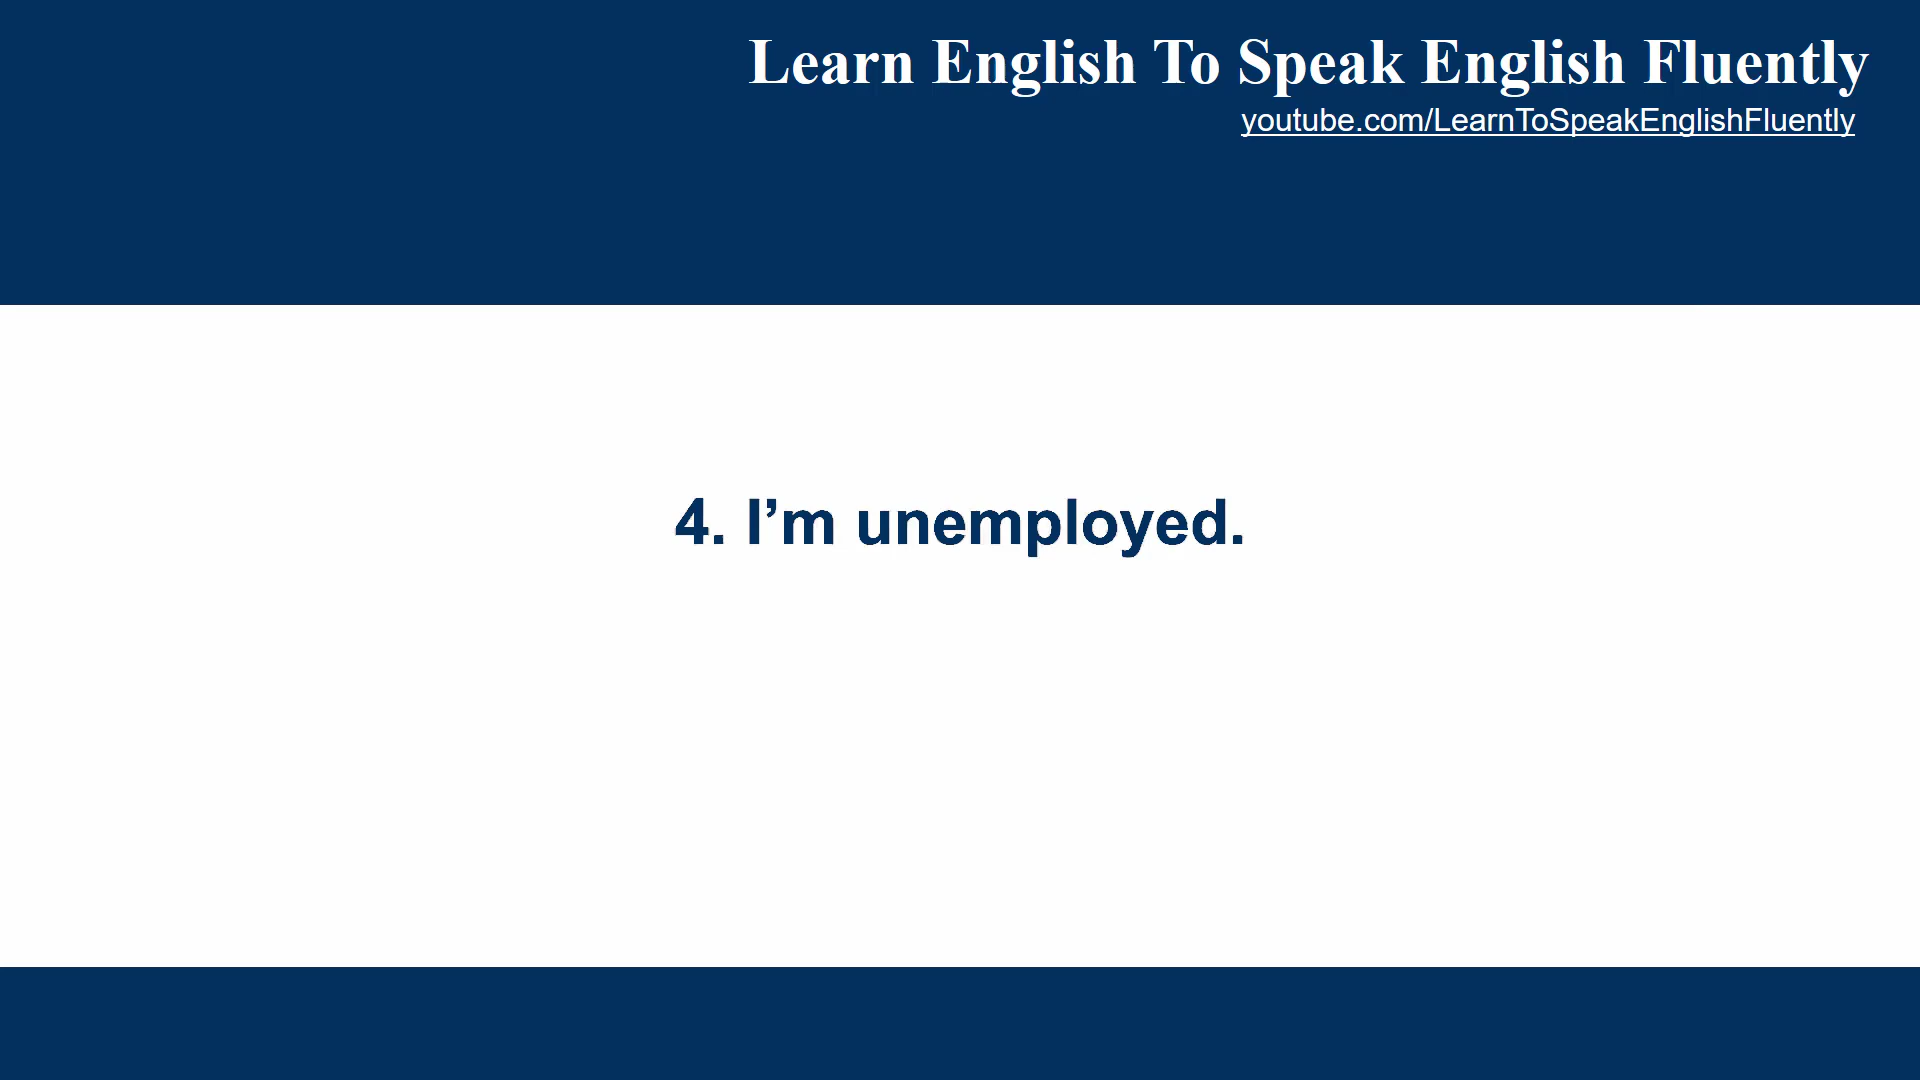 Learn English To Speak English Fluently
youtube.com/LearnToSpeakEnglishFluently
4. I’m unemployed.